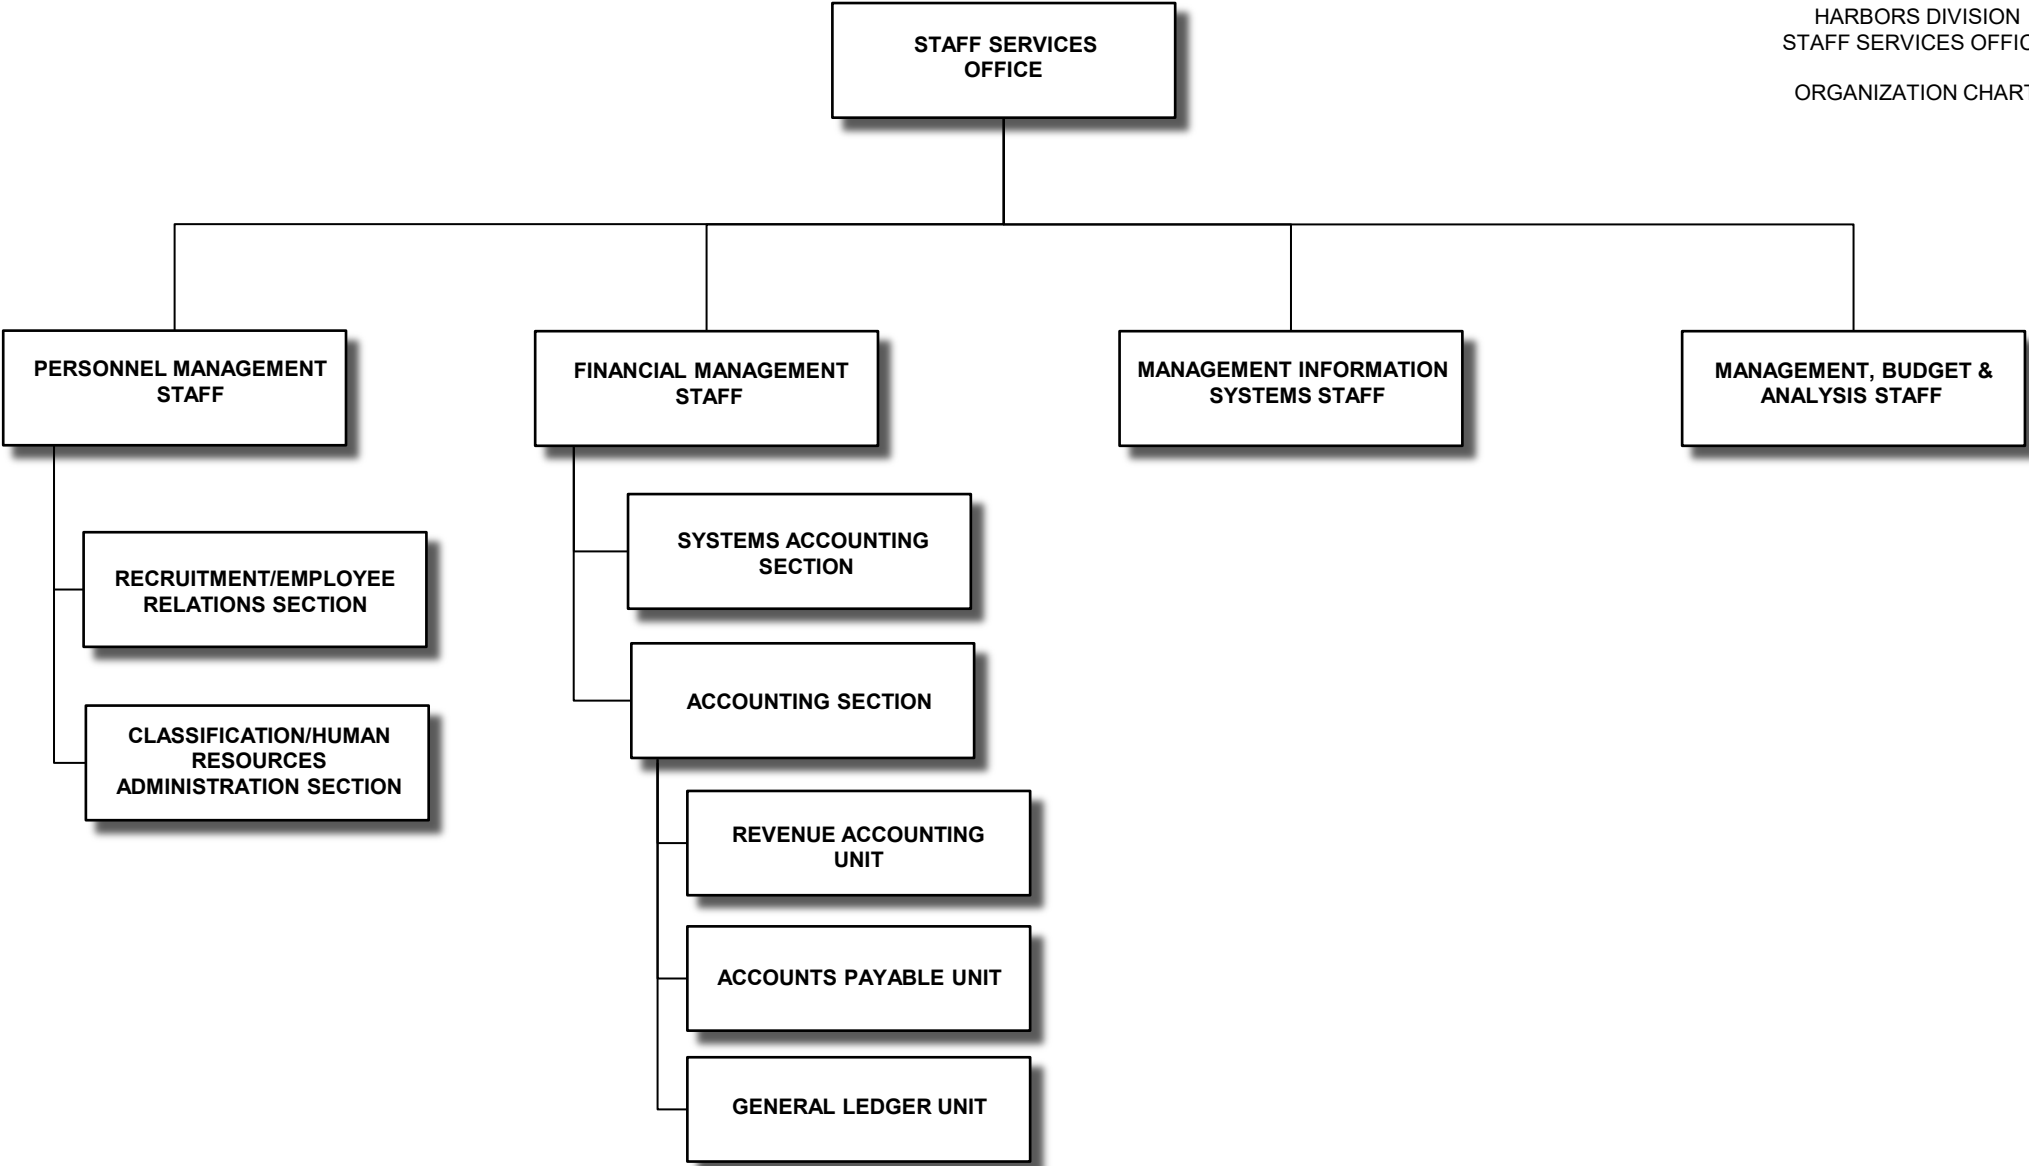 HARBORS DIVISION
STAFF SERVICES OFFIC
ORGANIZATION CHART
STAFF SERVICES
OFFICE
PERSONNEL MANAGEMENT
STAFF
FINANCIAL MANAGEMENT
STAFF
MANAGEMENT INFORMATION
SYSTEMS STAFF
MANAGEMENT, BUDGET &
ANALYSIS STAFF
RECRUITMENT/EMPLOYEE
RELATIONS SECTION
CLASSIFICATION/HUMAN
RESOURCES
ADMINISTRATION SECTION
SYSTEMS ACCOUNTING
SECTION
ACCOUNTING SECTION
REVENUE ACCOUNTING
UNIT
ACCOUNTS PAYABLE UNIT
GENERAL LEDGER UNIT